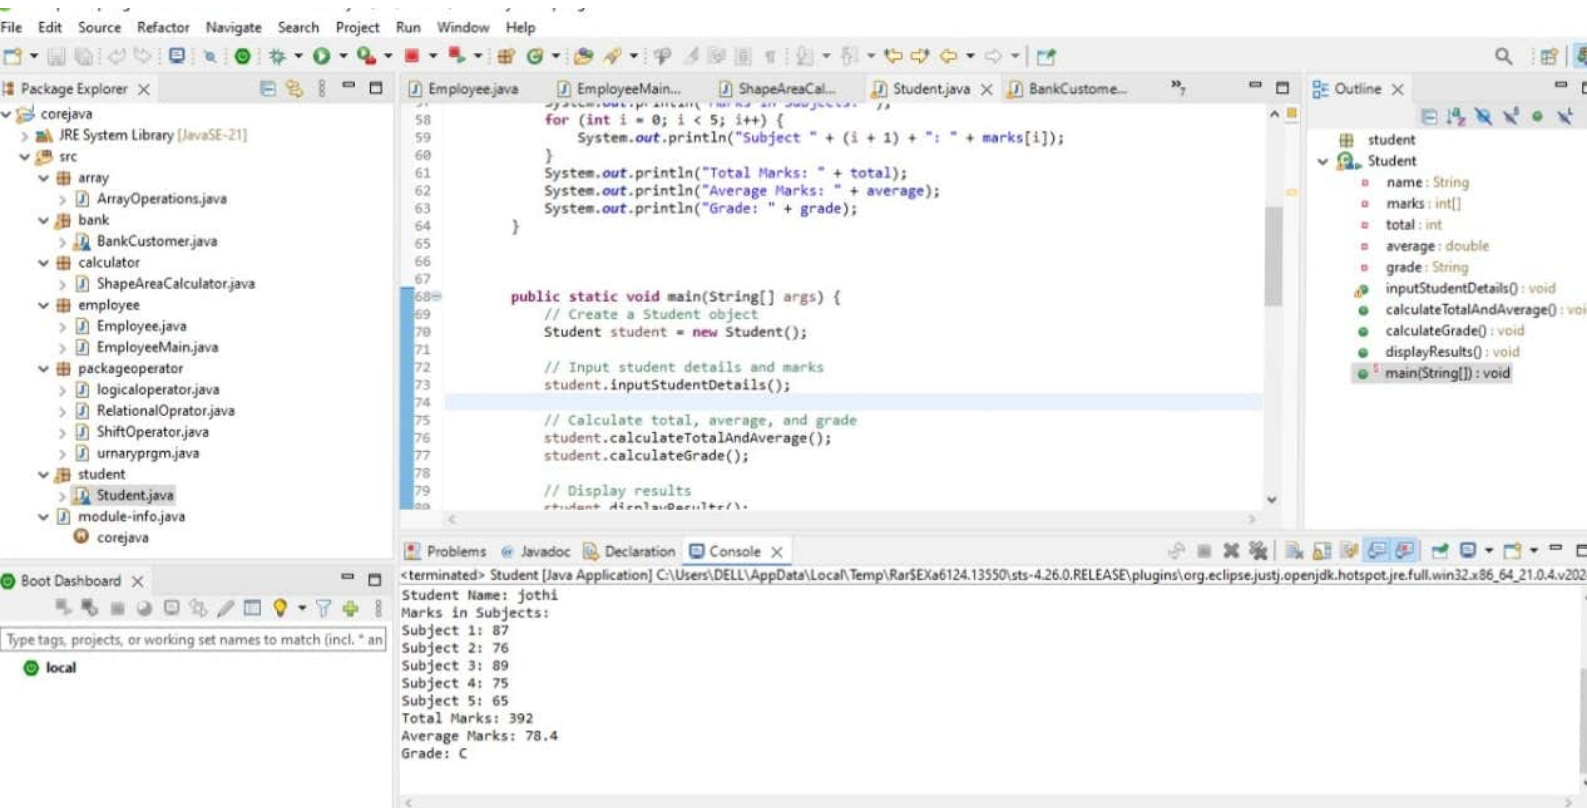 File Edit Source Refactor Navigate Search Project Run Window Help
Package Explorer
corejava
JRE System Library [JavaSE-21]
src
array
ArrayOperations.java
bank
BankCustomer.java
calculator
ShapeAreaCalculator.java
employee
Employee.java
EmployeeMain.java
packageoperator
logicaloperator.java
RelationalOprator.java
ShiftOperator.java
urnaryprgm.java
student
Student.java
module-info.java
corejava
Boot Dashboard
Type tags, projects, or working set names to match (incl. * an
local
Employee.java EmployeeMain... ShapeAreaCal... Student.java BankCustome... »7
57 System.out.println("Marks in Subjects: ");
58 for (int i = 0; i < 5; i++) {
59 System.out.println("Subject " + (i + 1) + ": " + marks[i]);
60 }
61 System.out.println("Total Marks: " + total);
62 System.out.println("Average Marks: " + average);
63 System.out.println("Grade: " + grade);
64 }
65
66
67
68 public static void main(String[] args) {
69 // Create a Student object
70 Student student = new Student();
71
72 // Input student details and marks
73 student.inputStudentDetails();
74
75 // Calculate total, average, and grade
76 student.calculateTotalAndAverage();
77 student.calculateGrade();
78
79 // Display results
80 student.displayResults();
Outline
student
Student
name : String
marks : int[]
total : int
average : double
grade : String
inputStudentDetails() : void
calculateTotalAndAverage() : voi
calculateGrade() : void
displayResults() : void
main(String[]) : void
Problems Javadoc Declaration Console
<terminated> Student [Java Application] C:\Users\DELL\AppData\Local\Temp\Rar$EXa6124.13550\sts-4.26.0.RELEASE\plugins\org.eclipse.justj.openjdk.hotspot.jre.full.win32.x86_64_21.0.4.v202
Student Name: jothi
Marks in Subjects:
Subject 1: 87
Subject 2: 76
Subject 3: 89
Subject 4: 75
Subject 5: 65
Total Marks: 392
Average Marks: 78.4
Grade: C